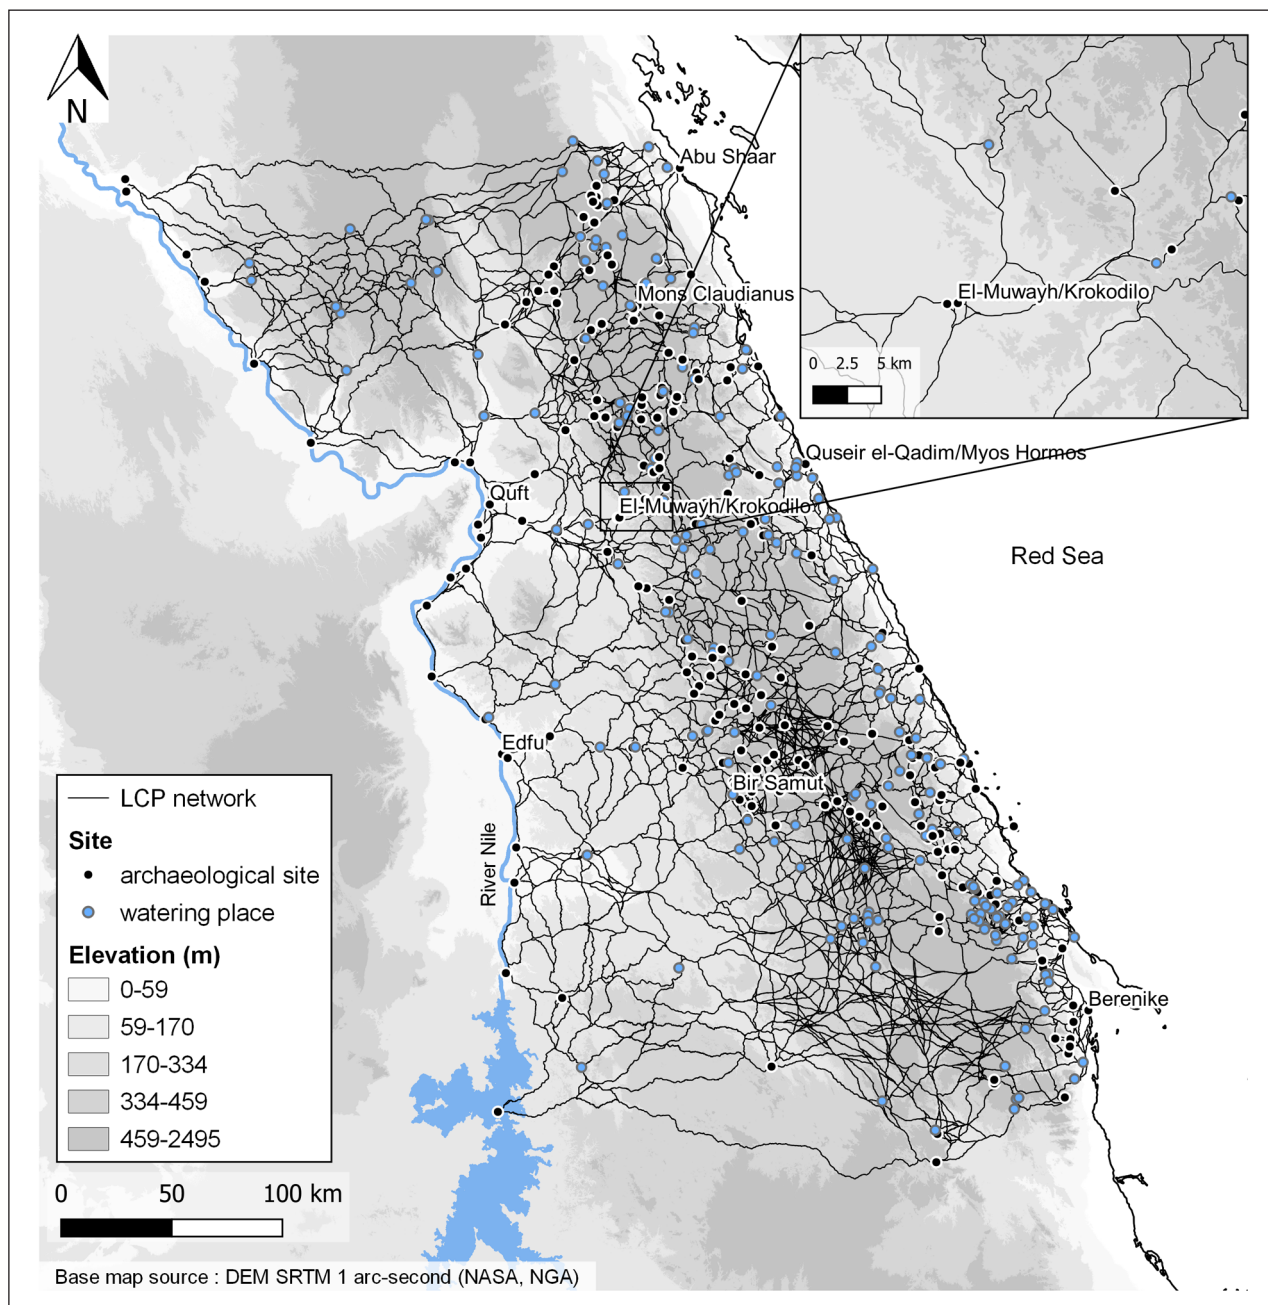 N
Abu Shaar
Mons Claudianus
El-Muwayh/Krokodilo
0 2.5 5 km
Quseir el-Qadim/Myos Hormos
Quft
El-Muwayh/Krokodilo
Red Sea
Edfu
Bir Samut
River Nile
Berenike
LCP network
Site
archaeological site
watering place
Elevation (m)
0-59
59-170
170-334
334-459
459-2495
0 50 100 km
Base map source : DEM SRTM 1 arc-second (NASA, NGA)